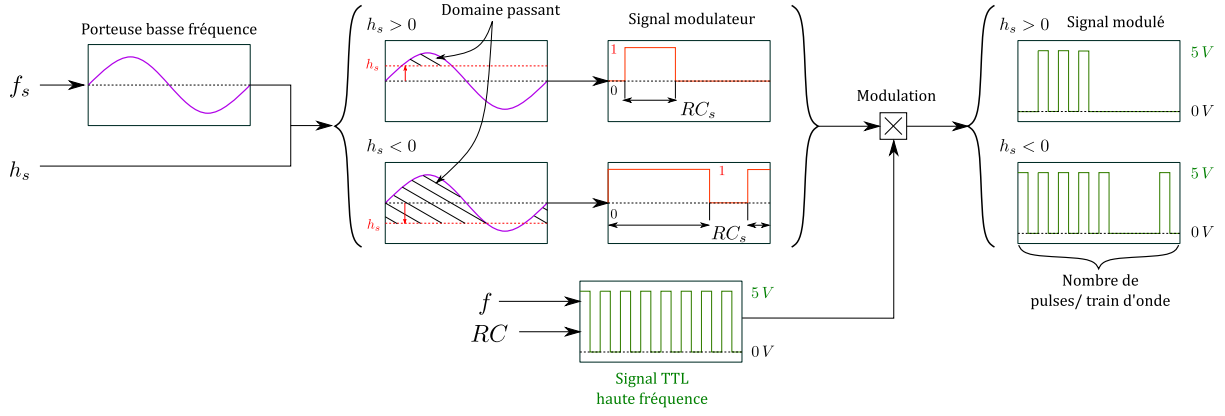 Porteuse basse fréquence
f_s
h_s
h_s > 0
Domaine passant
h_s
h_s < 0
h_s
Signal modulateur
1
0
RC_s
1
0
RC_s
Modulation
f
RC
5 V
0 V
Signal TTL
haute fréquence
h_s > 0
Signal modulé
5 V
0 V
h_s < 0
5 V
0 V
Nombre de
pulses/ train d'onde